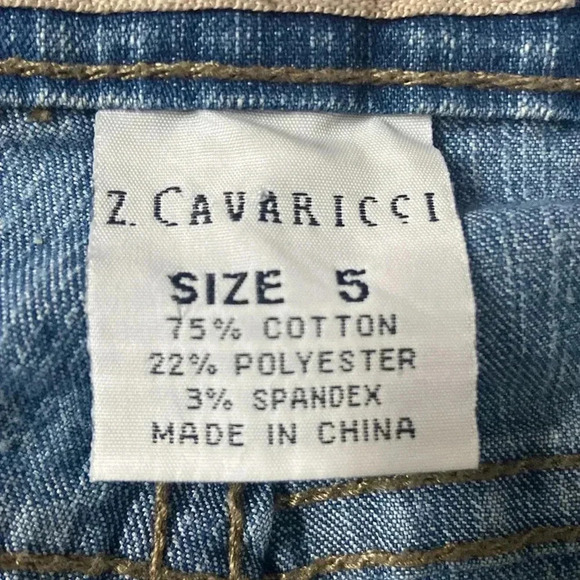 Z. CAVARICCI
SIZE 5
75% COTTON
22% POLYESTER
3% SPANDEX
MADE IN CHINA